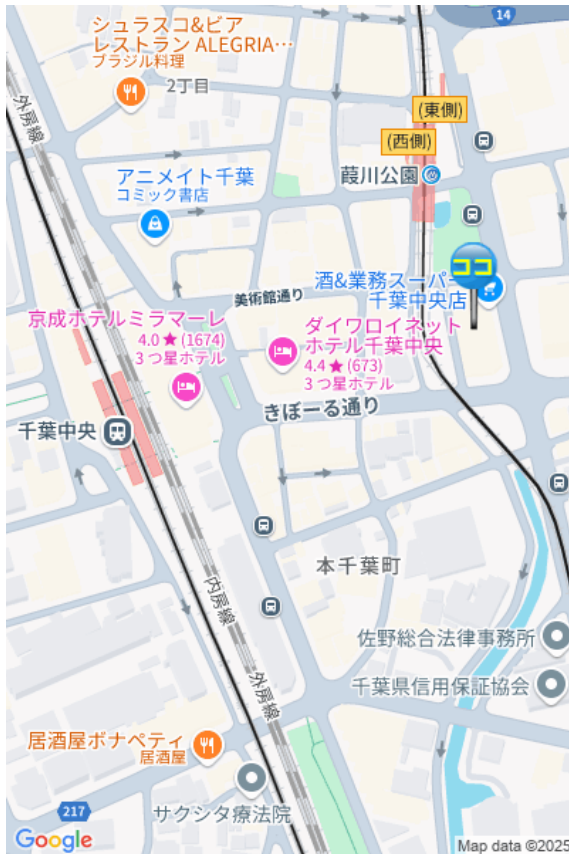 14
シュラスコ&ビア
レストラン ALEGRIA…
ブラジル料理
2丁目
外房線
(東側)
(西側)
葭川公園
アニメイト千葉
コミック書店
ココ
酒&業務スーパー
千葉中央店
美術館通り
京成ホテルミラマーレ
4.0 ★ (1674)
3 つ星ホテル
ダイワロイネット
ホテル千葉中央
4.4 ★ (673)
3 つ星ホテル
きぼーる通り
千葉中央
本千葉町
内房線
佐野総合法律事務所
千葉県信用保証協会
外房線
居酒屋ボナペティ
居酒屋
サクシタ療法院
217
Google
Map data ©2025